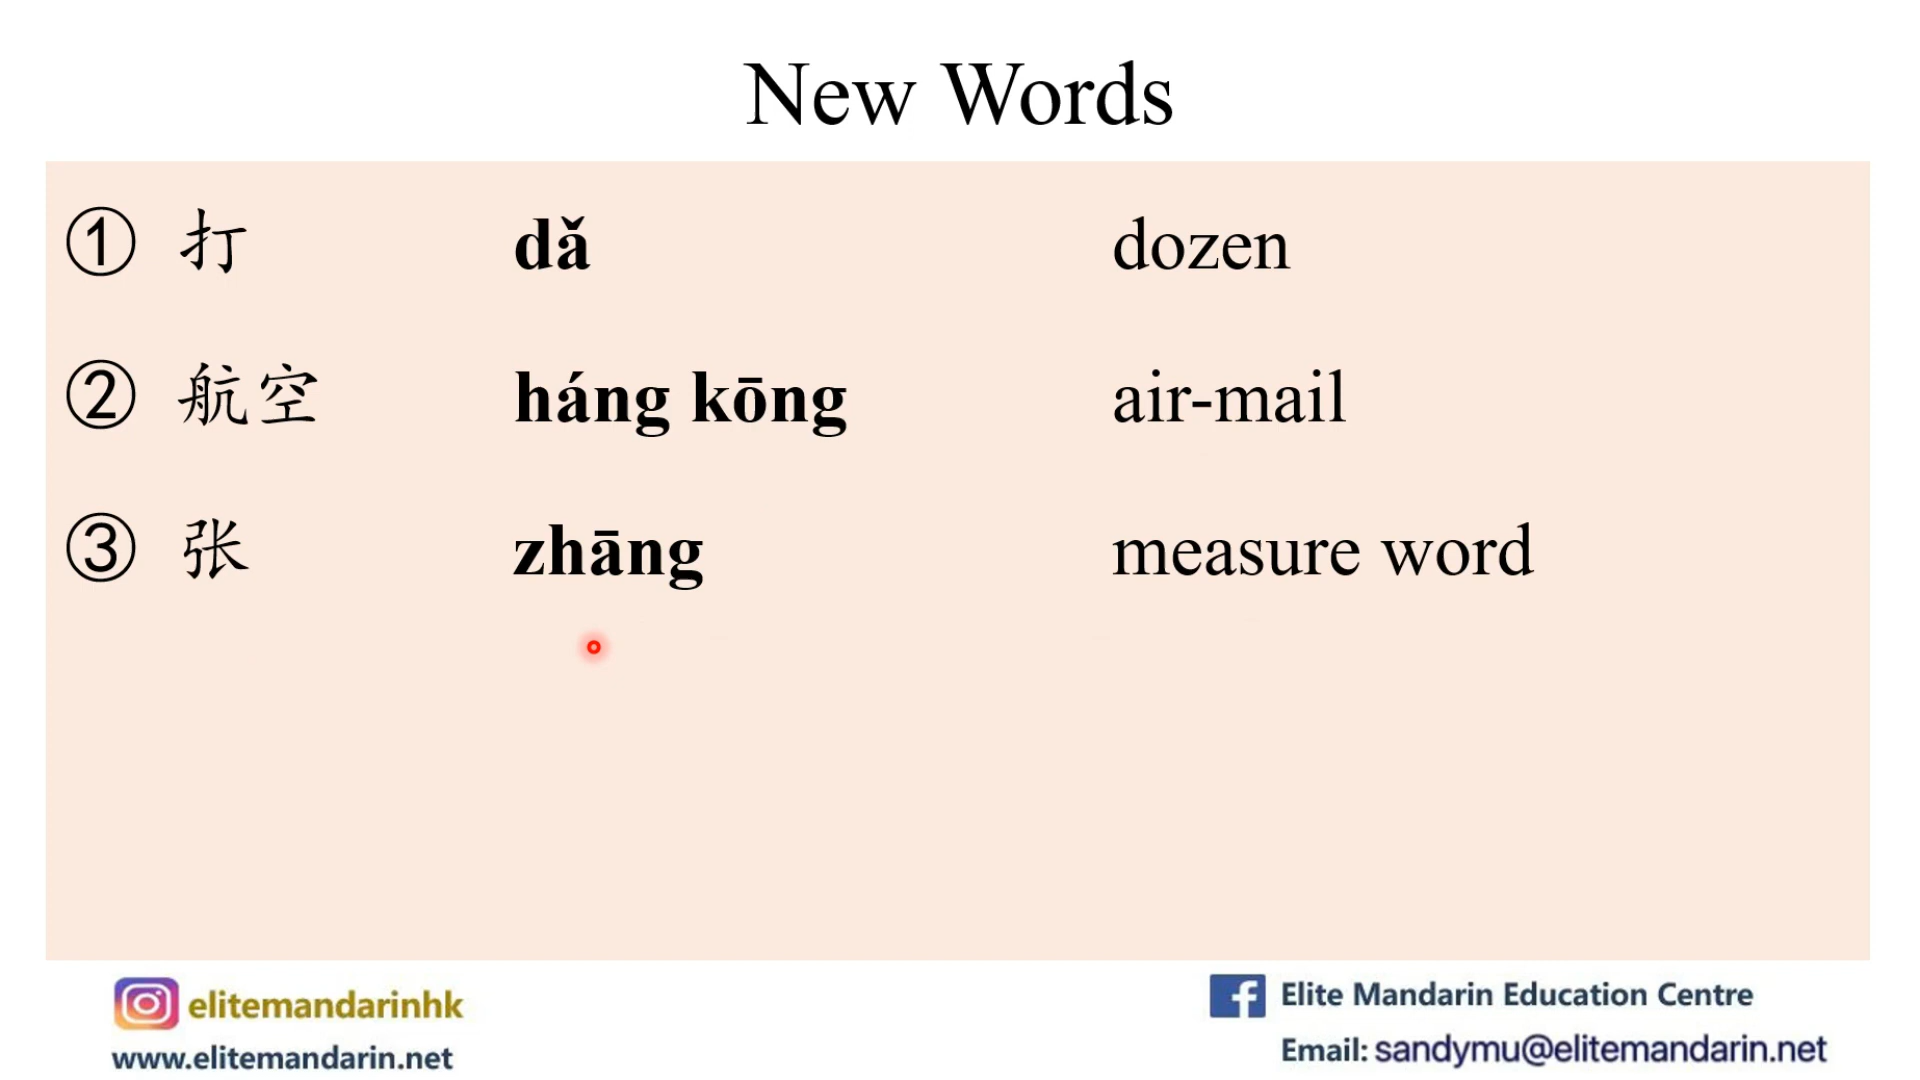 New Words
① 打 dǎ dozen
② 航空 háng kōng air-mail
③ 张 zhāng measure word
elitemandarinhk
www.elitemandarin.net
Elite Mandarin Education Centre
Email: sandymu@elitemandarin.net